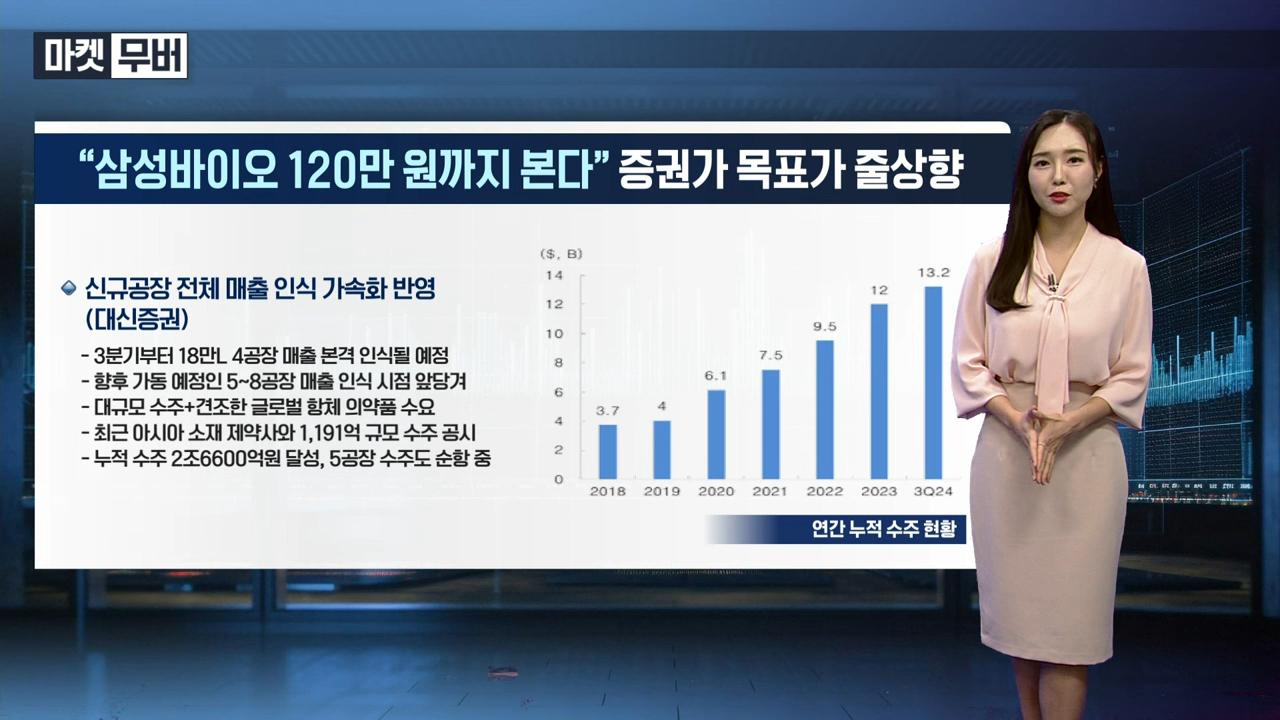 마켓 무버
“삼성바이오 120만 원까지 본다” 증권가 목표가 줄상향
신규공장 전체 매출 인식 가속화 반영
(대신증권)
- 3분기부터 18만L 4공장 매출 본격 인식될 예정
- 향후 가동 예정인 5~8공장 매출 인식 시점 앞당겨
- 대규모 수주+견조한 글로벌 항체 의약품 수요
- 최근 아시아 소재 제약사와 1,191억 규모 수주 공시
- 누적 수주 2조6600억원 달성, 5공장 수주도 순항 중
($, B)
14
12
10
8
6
4
2
0
3.7
4
6.1
7.5
9.5
12
13.2
2018 2019 2020 2021 2022 2023 3Q24
연간 누적 수주 현황